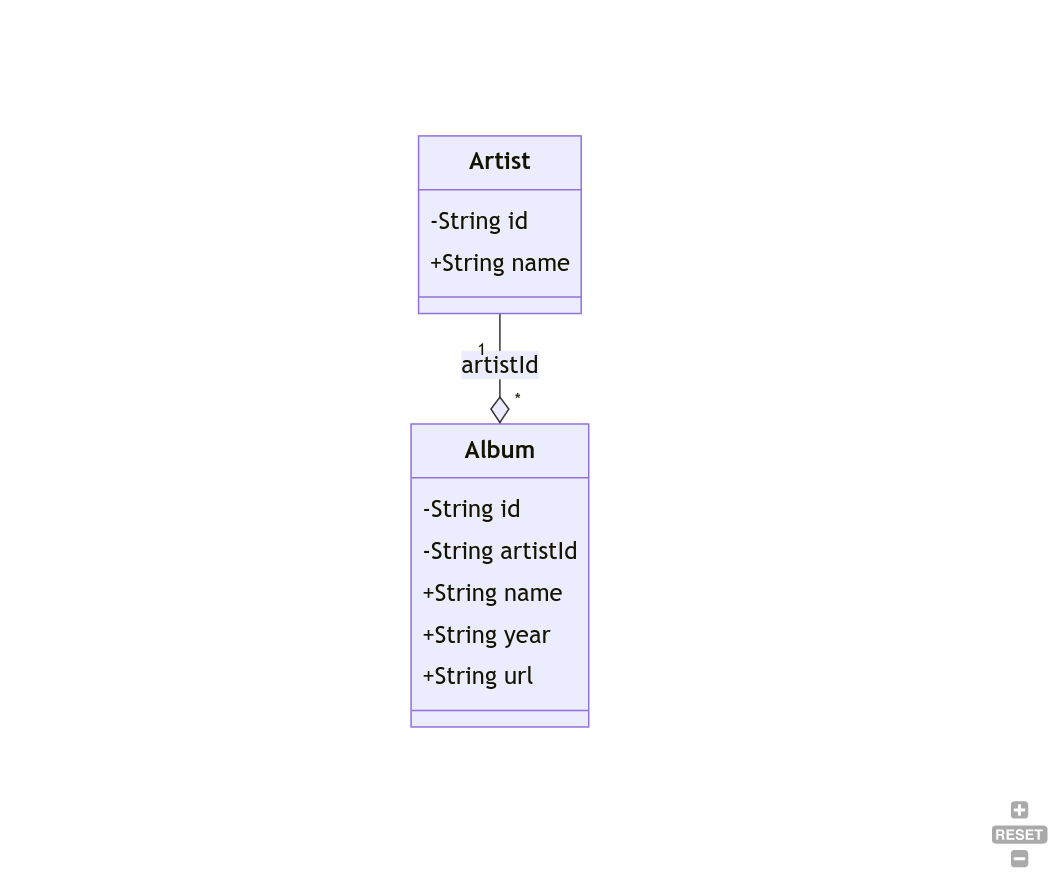 Artist
-String id
+String name
1
artistId
*
Album
-String id
-String artistId
+String name
+String year
+String url
+
RESET
−